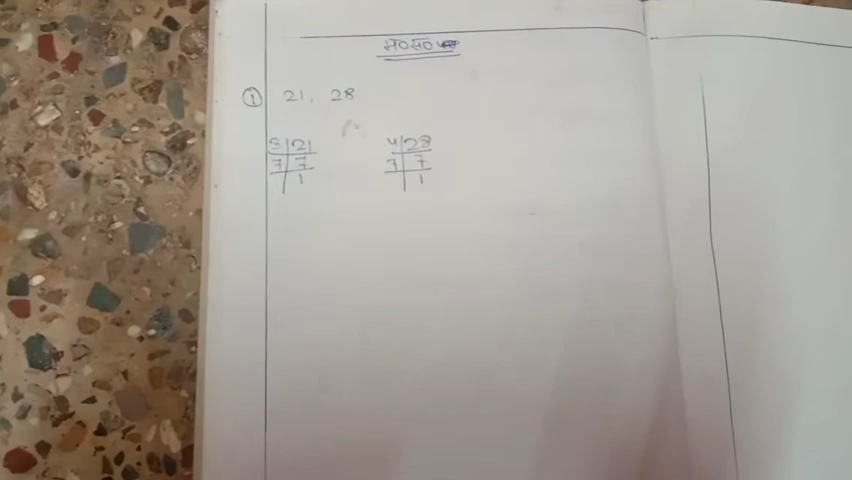 म०स०
① 21, 28
3 | 21 4 | 28
7 | 7 7 | 7
| 1 | 1